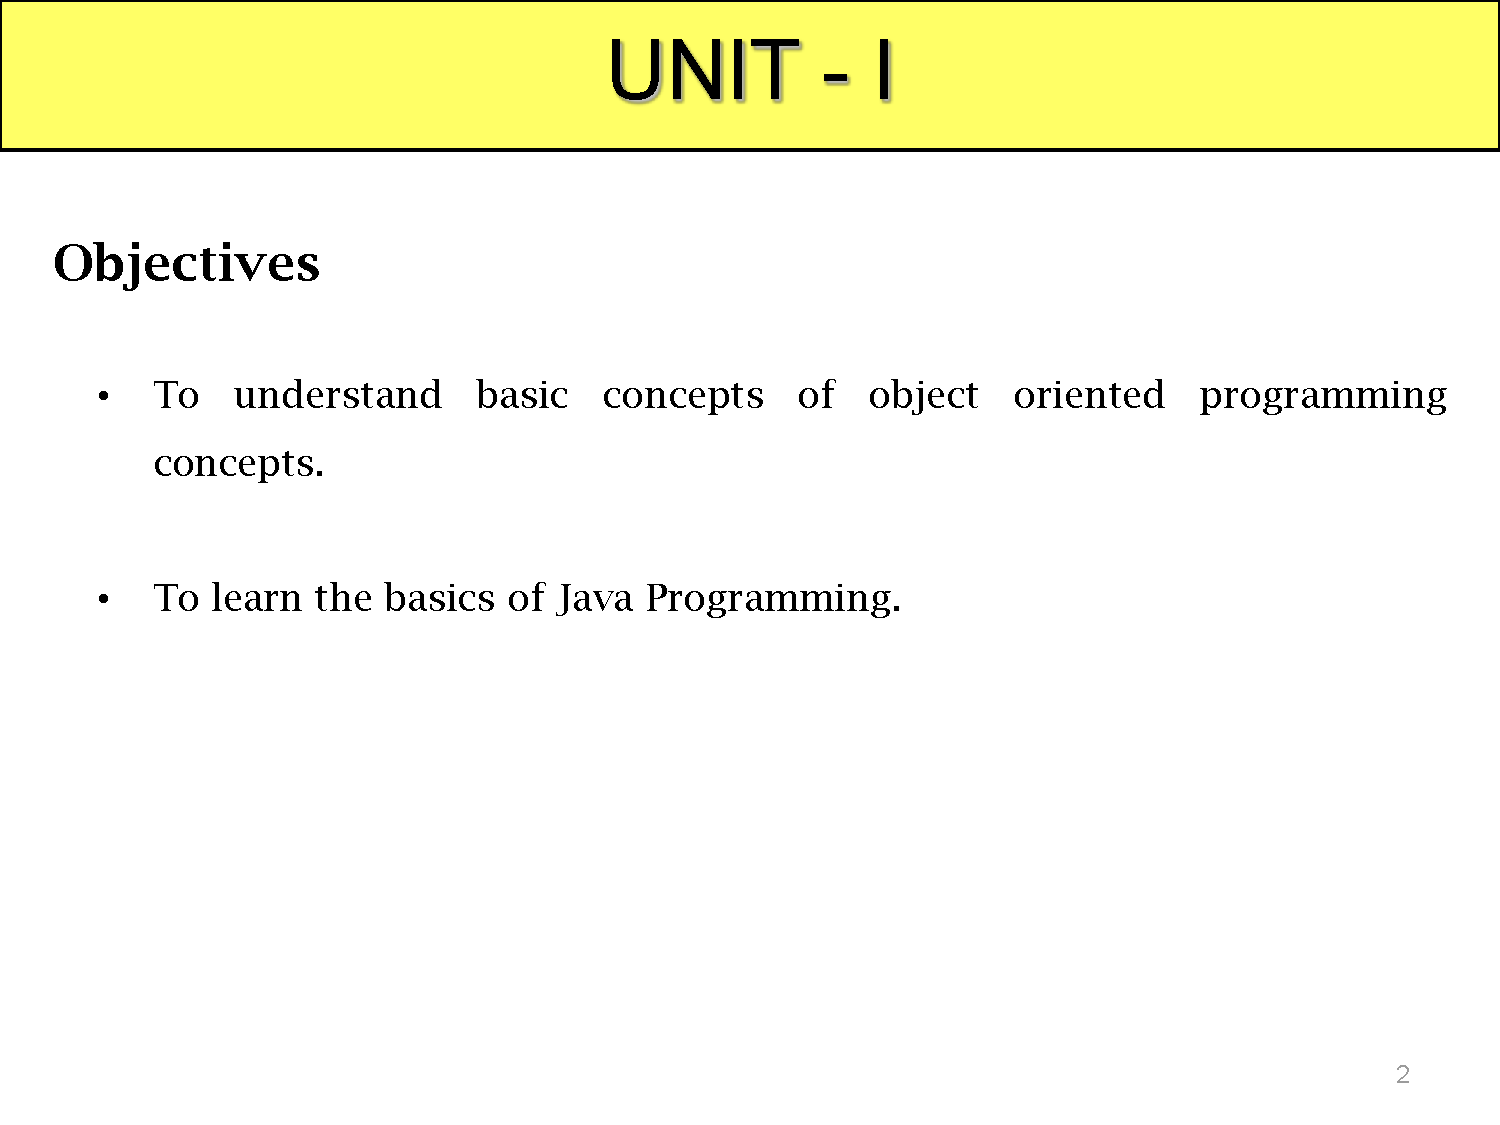 UNIT - I
Objectives
• To understand basic concepts of object oriented programming
concepts.
• To learn the basics of Java Programming.
2